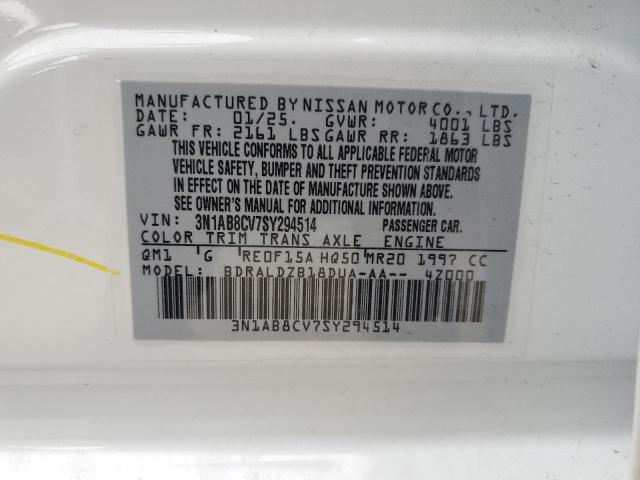 MANUFACTURED BY NISSAN MOTOR CO., LTD.
DATE: 01/25. GVWR: 4001 LBS
GAWR FR: 2161 LBS GAWR RR: 1863 LBS
THIS VEHICLE CONFORMS TO ALL APPLICABLE FEDERAL MOTOR
VEHICLE SAFETY, BUMPER, AND THEFT PREVENTION STANDARDS
IN EFFECT ON THE DATE OF MANUFACTURE SHOWN ABOVE.
SEE OWNER'S MANUAL FOR ADDITIONAL INFORMATION.
VIN: 3N1AB8CV7SY294514 PASSENGER CAR.
COLOR TRIM TRANS AXLE ENGINE
QM1 'G RE0F15A HQ50 MR20 1997 CC
MODEL: BDRALDZB18DUA-AA-- 4Z000
3N1AB8CV7SY294514